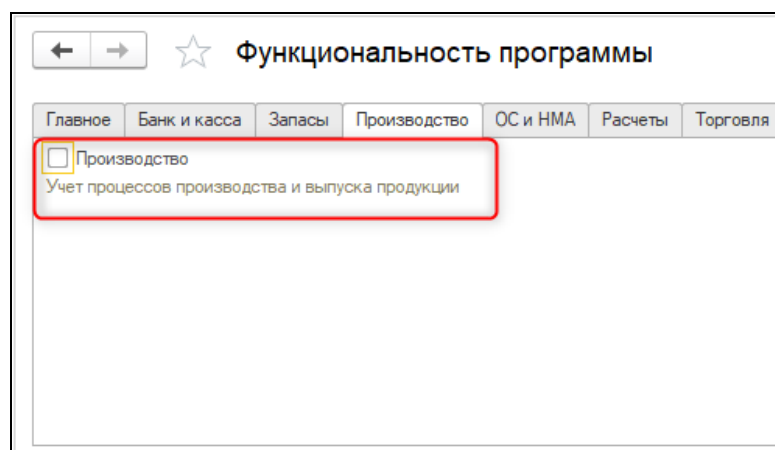 Функциональность программы
Главное Банк и касса Запасы Производство ОС и НМА Расчеты Торговля
Производство
Учет процессов производства и выпуска продукции